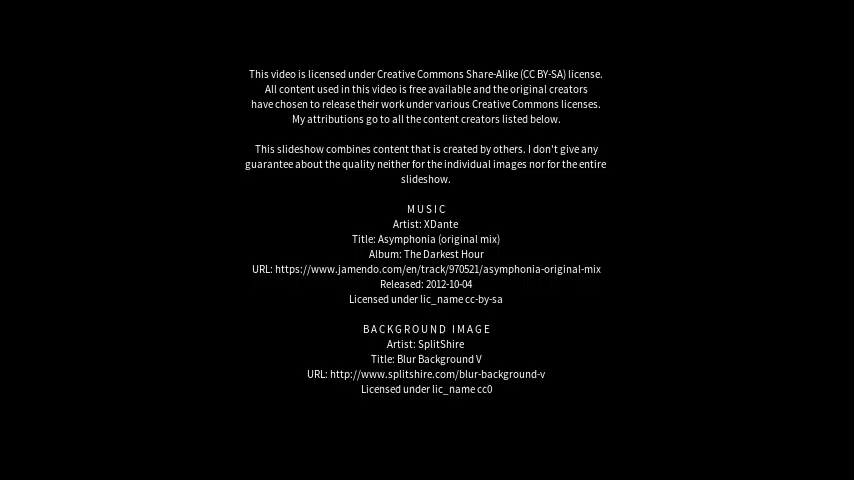 This video is licensed under Creative Commons Share-Alike (CC BY-SA) license.
All content used in this video is free available and the original creators
have chosen to release their work under various Creative Commons licenses.
My attributions go to all the content creators listed below.
This slideshow combines content that is created by others. I don't give any
guarantee about the quality neither for the individual images nor for the entire
slideshow.
MUSIC
Artist: XDante
Title: Asymphonia (original mix)
Album: The Darkest Hour
URL: https://www.jamendo.com/en/track/970521/asymphonia-original-mix
Released: 2012-10-04
Licensed under lic_name cc-by-sa
BACKGROUND IMAGE
Artist: SplitShire
Title: Blur Background V
URL: http://www.splitshire.com/blur-background-v
Licensed under lic_name cc0